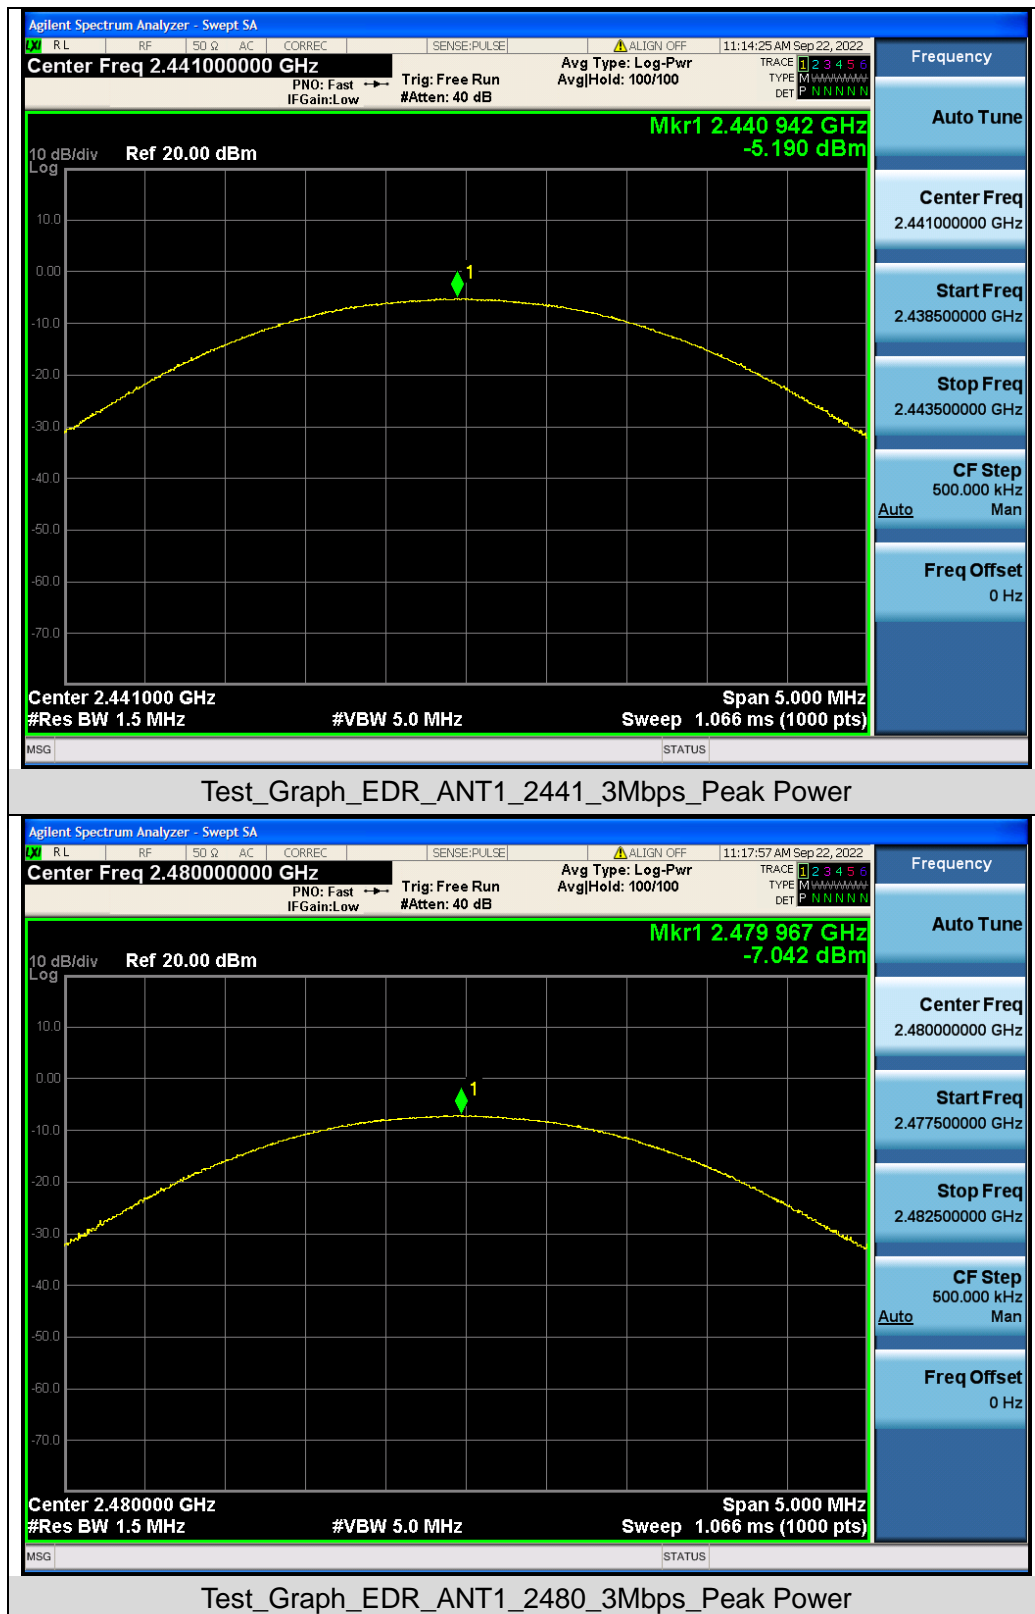 Agilent Spectrum Analyzer - Swept SA
LXI RL RF 50 Ω AC CORREC SENSE:PULSE ALIGN OFF 11:14:25 AM Sep 22, 2022
Center Freq 2.441000000 GHz
PNO: Fast
IFGain:Low
Trig: Free Run
#Atten: 40 dB
Avg Type: Log-Pwr
Avg|Hold: 100/100
TRACE 1 2 3 4 5 6
TYPE M
DET P N N N N N
Mkr1 2.440 942 GHz
-5.190 dBm
10 dB/div
Log
Ref 20.00 dBm
10.0
0.00
1
-10.0
-20.0
-30.0
-40.0
-50.0
-60.0
-70.0
Center 2.441000 GHz
#Res BW 1.5 MHz
#VBW 5.0 MHz
Span 5.000 MHz
Sweep 1.066 ms (1000 pts)
MSG
STATUS
Frequency
Auto Tune
Center Freq
2.441000000 GHz
Start Freq
2.438500000 GHz
Stop Freq
2.443500000 GHz
CF Step
500.000 kHz
Auto Man
Freq Offset
0 Hz
Test_Graph_EDR_ANT1_2441_3Mbps_Peak Power
Agilent Spectrum Analyzer - Swept SA
LXI RL RF 50 Ω AC CORREC SENSE:PULSE ALIGN OFF 11:17:57 AM Sep 22, 2022
Center Freq 2.480000000 GHz
PNO: Fast
IFGain:Low
Trig: Free Run
#Atten: 40 dB
Avg Type: Log-Pwr
Avg|Hold: 100/100
TRACE 1 2 3 4 5 6
TYPE M
DET P N N N N N
Mkr1 2.479 967 GHz
-7.042 dBm
10 dB/div
Log
Ref 20.00 dBm
10.0
0.00
1
-10.0
-20.0
-30.0
-40.0
-50.0
-60.0
-70.0
Center 2.480000 GHz
#Res BW 1.5 MHz
#VBW 5.0 MHz
Span 5.000 MHz
Sweep 1.066 ms (1000 pts)
MSG
STATUS
Frequency
Auto Tune
Center Freq
2.480000000 GHz
Start Freq
2.477500000 GHz
Stop Freq
2.482500000 GHz
CF Step
500.000 kHz
Auto Man
Freq Offset
0 Hz
Test_Graph_EDR_ANT1_2480_3Mbps_Peak Power